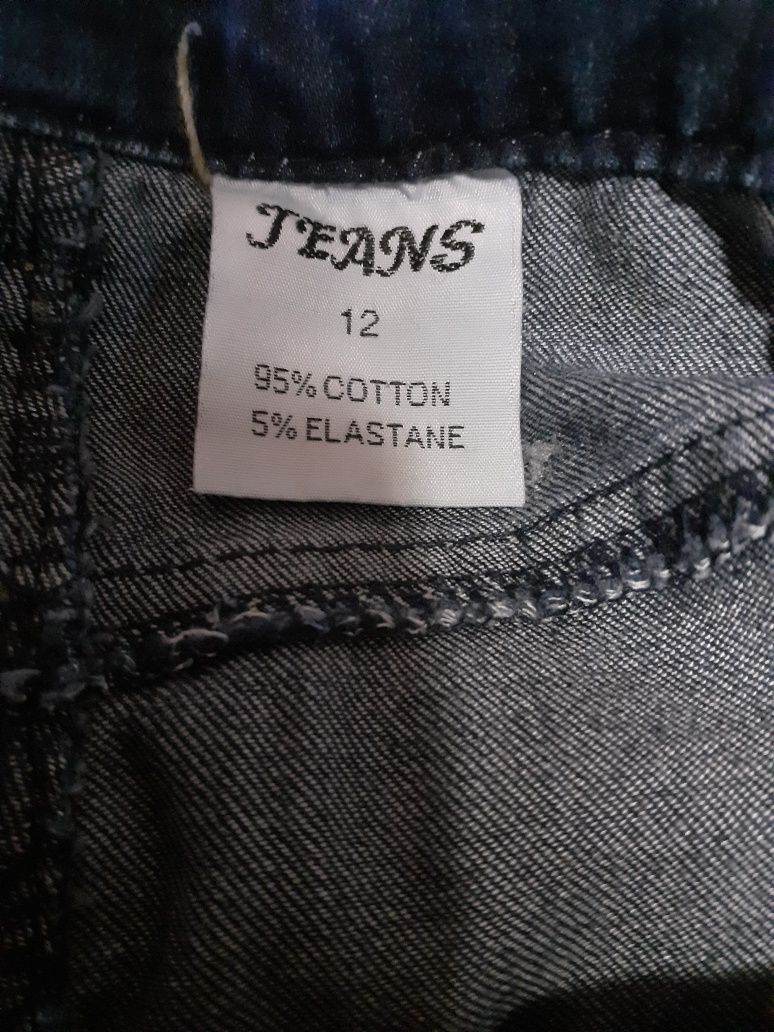 JEANS
12
95% COTTON
5% ELASTANE